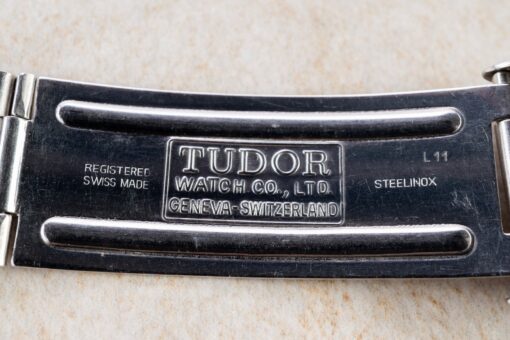 REGISTERED
SWISS MADE
TUDOR
WATCH CO., LTD.
GENEVA-SWITZERLAND
L 11
STEELINOX